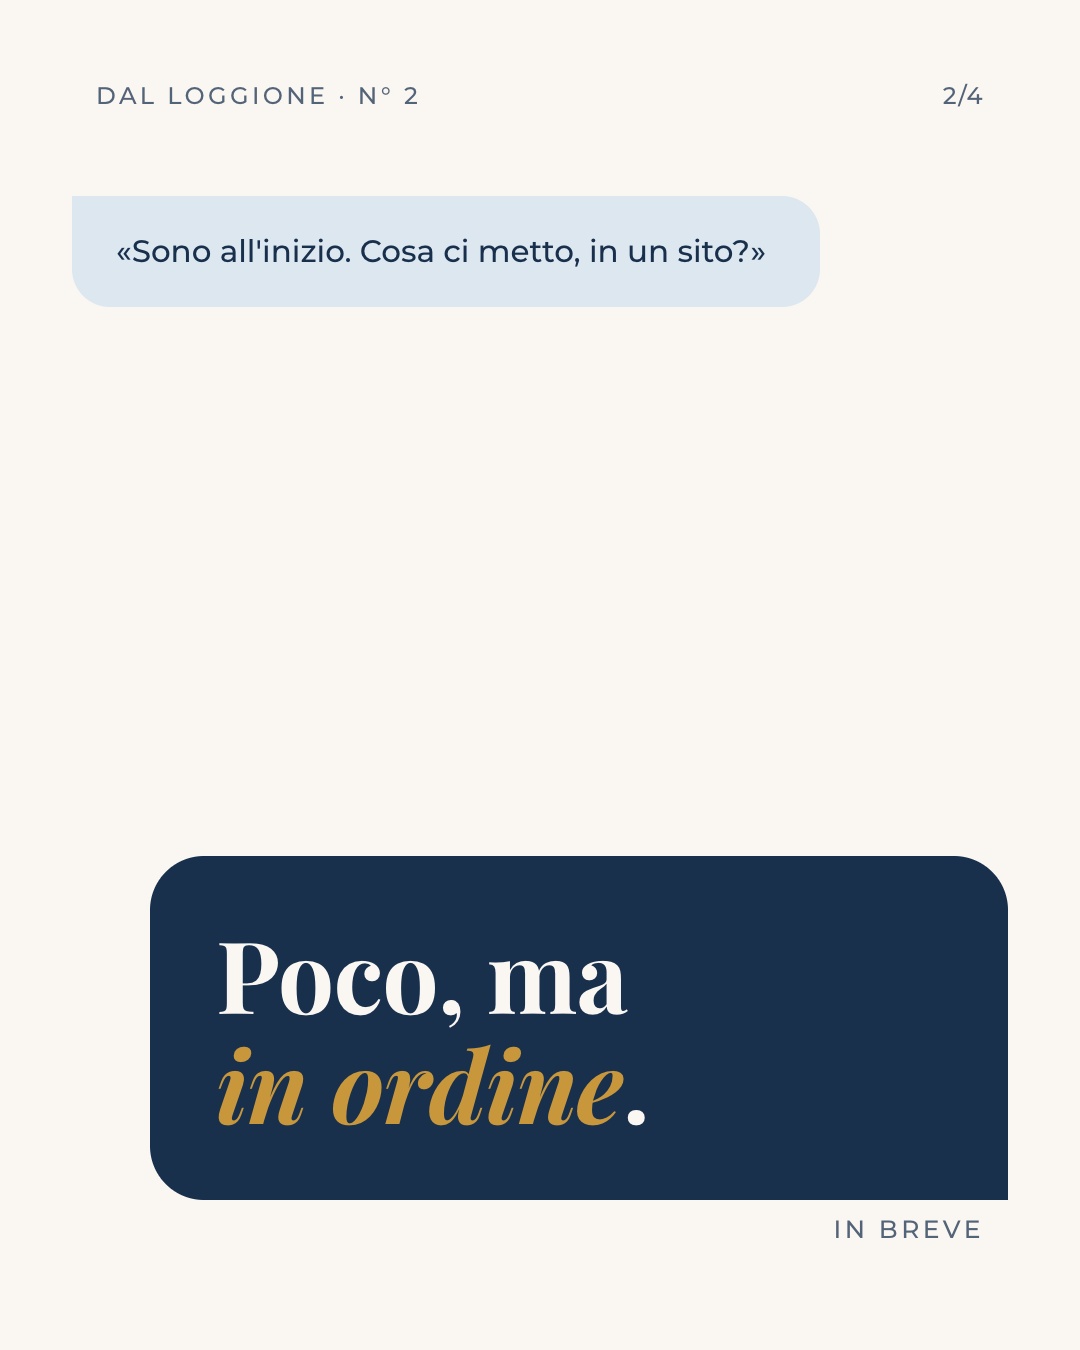 DAL LOGGIONE · N° 2
2/4
«Sono all'inizio. Cosa ci metto, in un sito?»
Poco, ma
in ordine.
IN BREVE